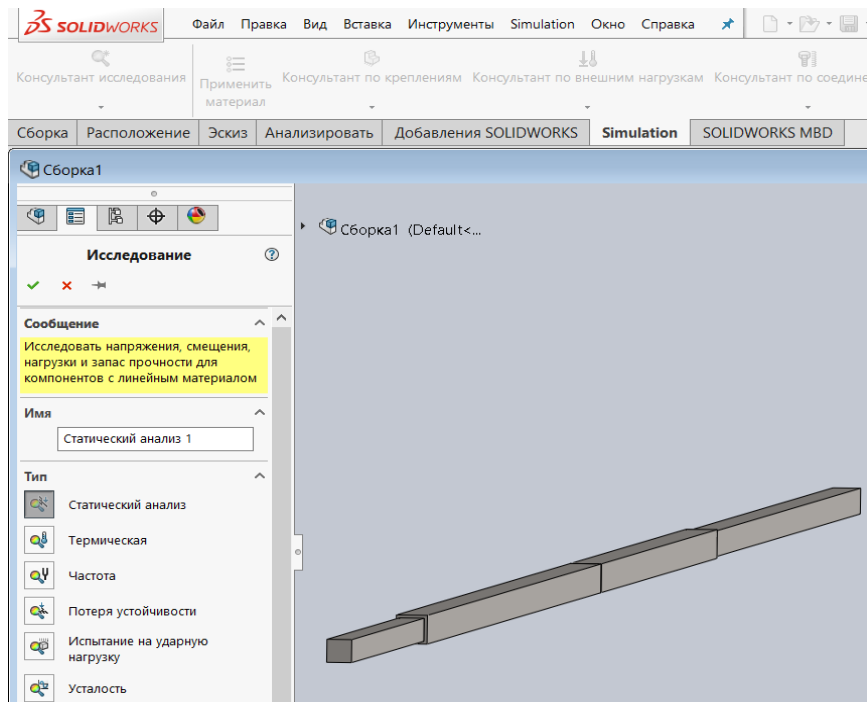 SOLIDWORKS Файл Правка Вид Вставка Инструменты Simulation Окно Справка
Консультант исследования
Применить материал
Консультант по креплениям
Консультант по внешним нагрузкам
Консультант по соедине
Сборка Расположение Эскиз Анализировать Добавления SOLIDWORKS Simulation SOLIDWORKS MBD
Сборка1
Сборка1 (Default<...
Исследование
Сообщение
Исследовать напряжения, смещения,
нагрузки и запас прочности для
компонентов с линейным материалом
Имя
Статический анализ 1
Тип
Статический анализ
Термическая
Частота
Потеря устойчивости
Испытание на ударную
нагрузку
Усталость